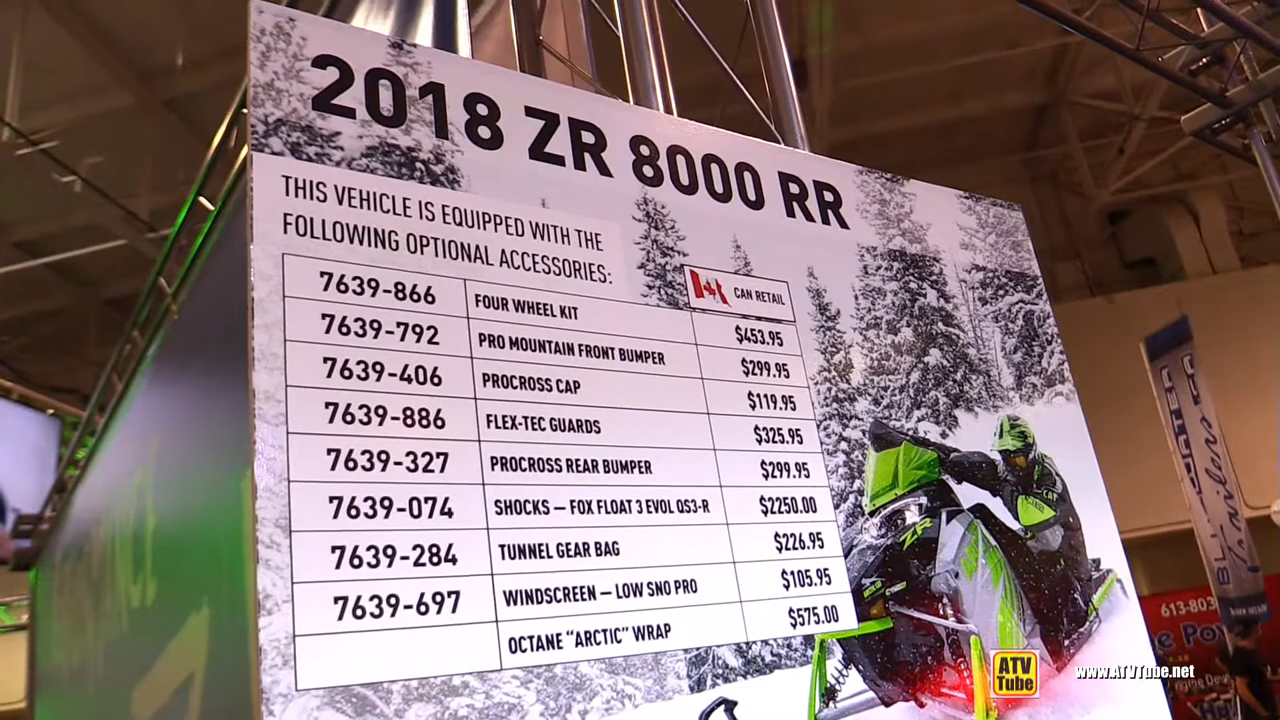 2018 ZR 8000 RR
THIS VEHICLE IS EQUIPPED WITH THE
FOLLOWING OPTIONAL ACCESSORIES:
CAN RETAIL
7639-866 FOUR WHEEL KIT $453.95
7639-792 PRO MOUNTAIN FRONT BUMPER $299.95
7639-406 PROCROSS CAP $119.95
7639-886 FLEX-TEC GUARDS $325.95
7639-327 PROCROSS REAR BUMPER $299.95
7639-074 SHOCKS – FOX FLOAT 3 EVOL QS3-R $2250.00
7639-284 TUNNEL GEAR BAG $226.95
7639-697 WINDSCREEN – LOW SNO PRO $105.95
OCTANE "ARCTIC" WRAP $575.00
ZR
CAT
613-803
ATV
Tube
www.ATVTube.net